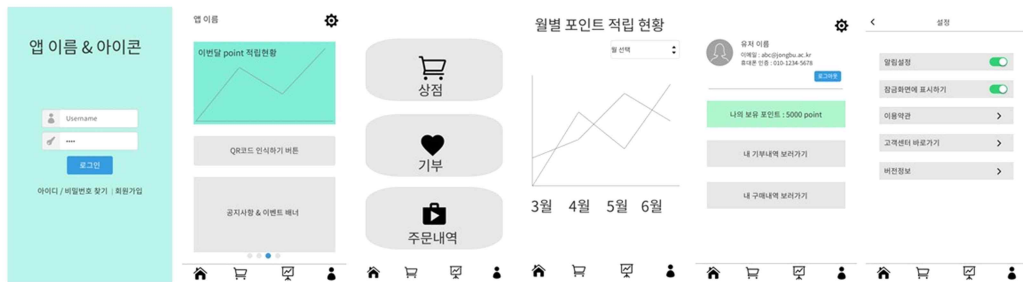 앱 이름 & 아이콘
Username
••••
로그인
아이디 / 비밀번호 찾기 | 회원가입
앱 이름
이번달 point 적립현황
QR코드 인식하기 버튼
공지사항 & 이벤트 배너
상점
기부
주문내역
월별 포인트 적립 현황
월 선택
3월 4월 5월 6월
유저 이름
이메일 : abc@jongbu.ac.kr
휴대폰 인증 : 010-1234-5678
로그아웃
나의 보유 포인트 : 5000 point
내 기부내역 보러가기
내 구매내역 보러가기
설정
알림설정
잠금화면에 표시하기
이용약관
고객센터 바로가기
버전정보